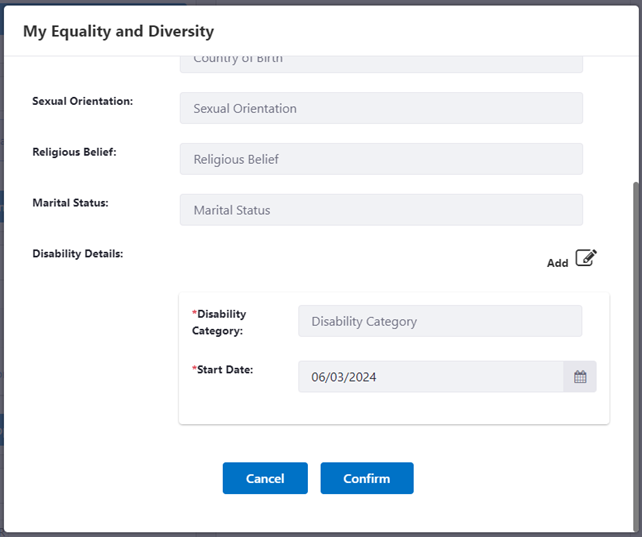 My Equality and Diversity
Country of Birth
Sexual Orientation:
Sexual Orientation
Religious Belief:
Religious Belief
Marital Status:
Marital Status
Disability Details:
Add
*Disability
Category:
Disability Category
*Start Date:
06/03/2024
Cancel
Confirm